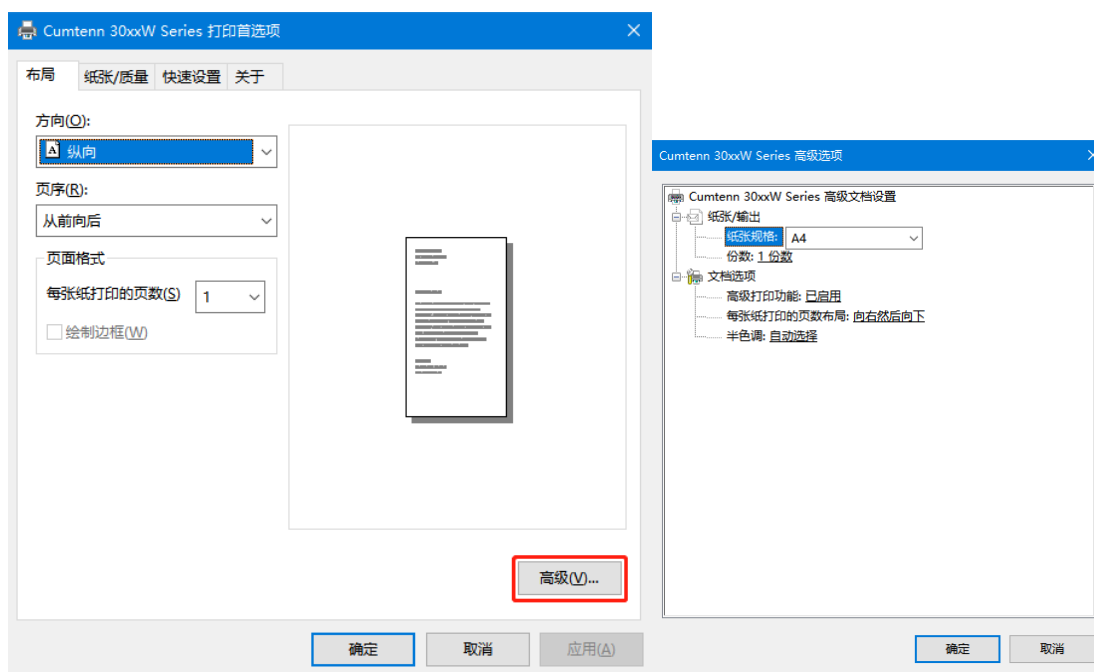 Cumtenn 30xxW Series 打印首选项
布局 纸张/质量 快速设置 关于
方向(O):
纵向
页序(R):
从前向后
页面格式
每张纸打印的页数(S) 1
绘制边框(W)
高级(V)...
确定 取消 应用(A)
Cumtenn 30xxW Series 高级选项
Cumtenn 30xxW Series 高级文档设置
纸张/输出
纸张规格: A4
份数: 1 份数
文档选项
高级打印功能: 已启用
每张纸打印的页数布局: 向右然后向下
半色调: 自动选择
确定 取消